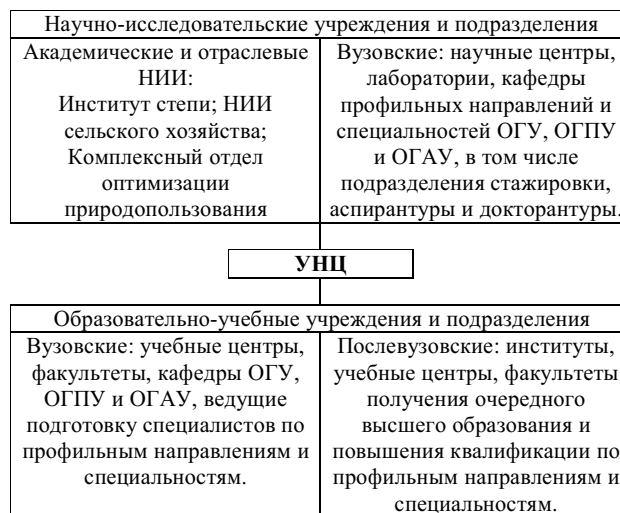 Научно-исследовательские учреждения и подразделения
Академические и отраслевые
НИИ:
Институт степи; НИИ
сельского хозяйства;
Комплексный отдел
оптимизации
природопользования
Вузовские: научные центры,
лаборатории, кафедры
профильных направлений и
специальностей ОГУ, ОГПУ
и ОГАУ, в том числе
подразделения стажировки,
аспирантуры и докторантуры.
УНЦ
Образовательно-учебные учреждения и подразделения
Вузовские: учебные центры,
факультеты, кафедры ОГУ,
ОГПУ и ОГАУ, ведущие
подготовку специалистов по
профильным направлениям и
специальностям.
Послевузовские: институты,
учебные центры, факультеты
получения очередного
высшего образования и
повышения квалификации по
профильным направлениям и
специальностям.